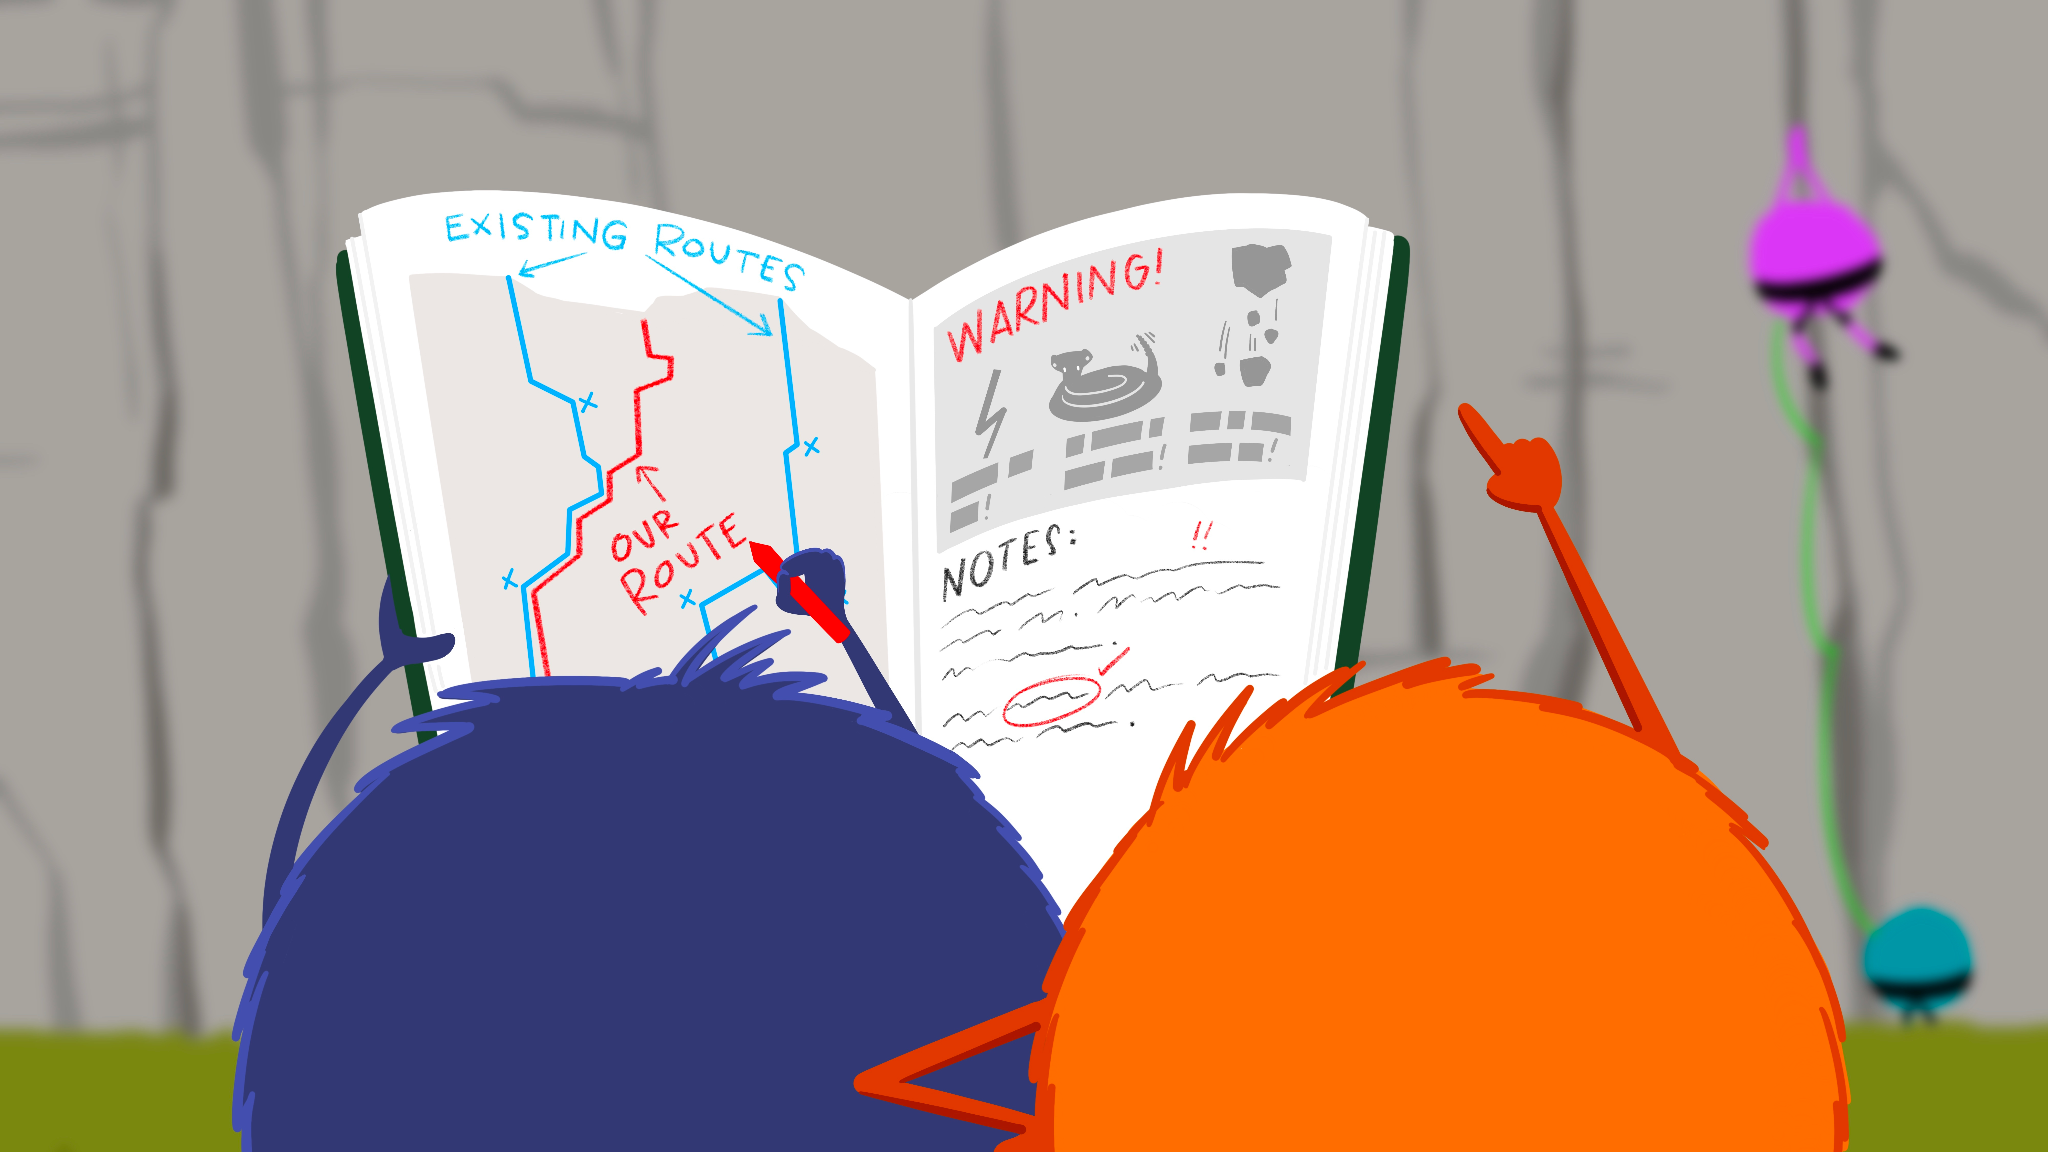 EXISTING ROUTES
OUR
ROUTE
WARNING!
NOTES: !!